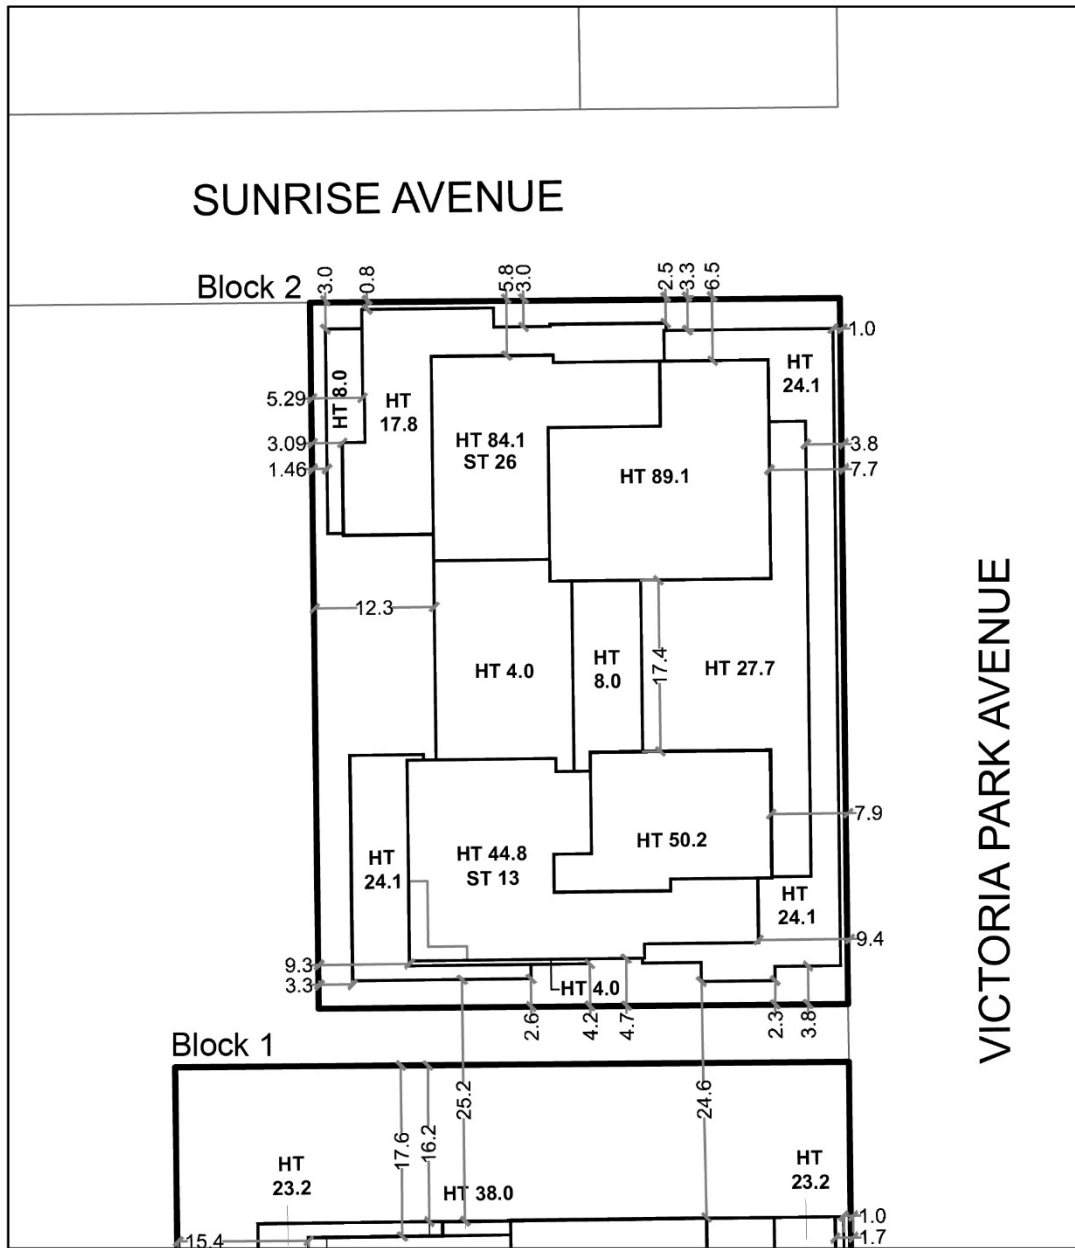 SUNRISE AVENUE
Block 2
3.0
0.8
5.8
3.0
2.5
3.3
6.5
1.0
HT
24.1
HT 8.0
5.29
HT
17.8
3.09
1.46
HT 84.1
ST 26
3.8
7.7
HT 89.1
12.3
HT 4.0
HT
8.0
17.4
HT 27.7
VICTORIA PARK AVENUE
7.9
HT
24.1
HT 44.8
ST 13
HT 50.2
HT
24.1
9.4
9.3
3.3
HT 4.0
2.6
4.2
4.7
2.3
3.8
Block 1
25.2
24.6
17.6
16.2
HT
23.2
HT 38.0
HT
23.2
1.0
1.7
15.4